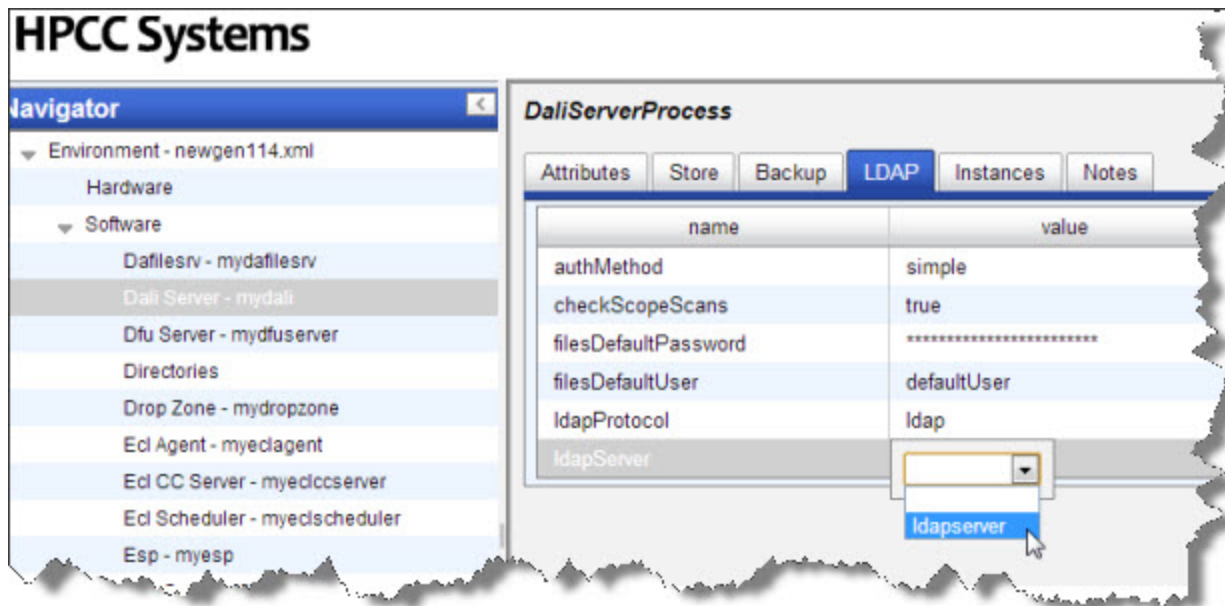 HPCC Systems
Navigator
Environment - newgen114.xml
Hardware
Software
Dafilesrv - mydafilesrv
Dali Server - mydali
Dfu Server - mydfuserver
Directories
Drop Zone - mydropzone
Ecl Agent - myeclagent
Ecl CC Server - myeclccserver
Ecl Scheduler - myeclscheduler
Esp - myesp
DaliServerProcess
Attributes Store Backup LDAP Instances Notes
name value
authMethod simple
checkScopeScans true
filesDefaultPassword ************************
filesDefaultUser defaultUser
ldapProtocol ldap
ldapServer
ldapserver